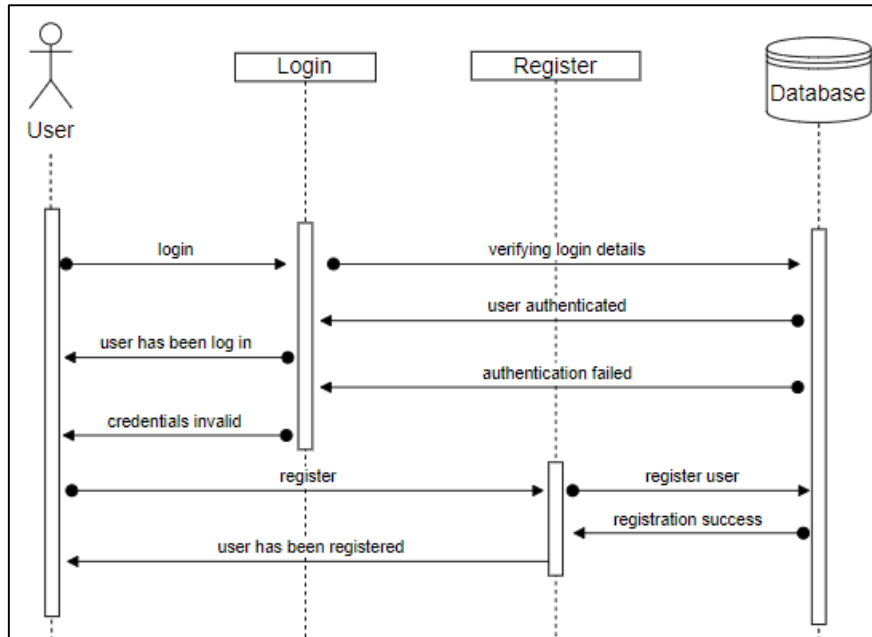 Login
Register
Database
User
login
verifying login details
user authenticated
user has been log in
authentication failed
credentials invalid
register
register user
registration success
user has been registered